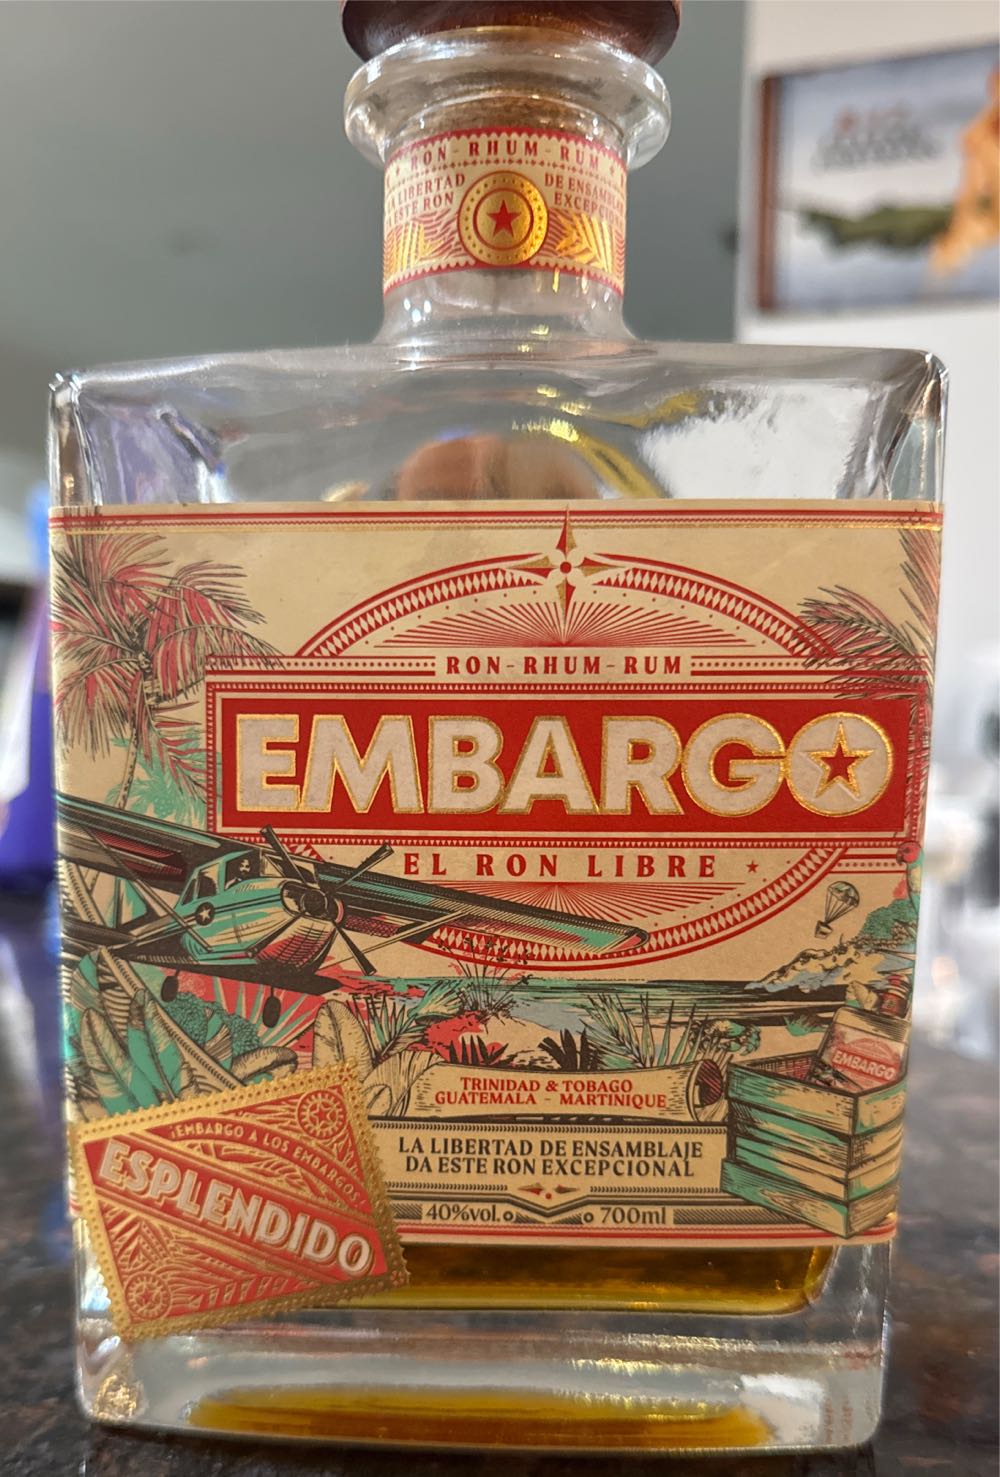 RON - RHUM - RUM
LA LIBERTAD DE ENSAMBLAJE
DA ESTE RON EXCEPCIONAL
RON-RHUM-RUM
EMBARGO
EL RON LIBRE
EMBARGO
TRINIDAD & TOBAGO
GUATEMALA - MARTINIQUE
LA LIBERTAD DE ENSAMBLAJE
DA ESTE RON EXCEPCIONAL
40%vol.
700ml
¡EMBARGO A LOS EMBARGOS
ESPLENDIDO